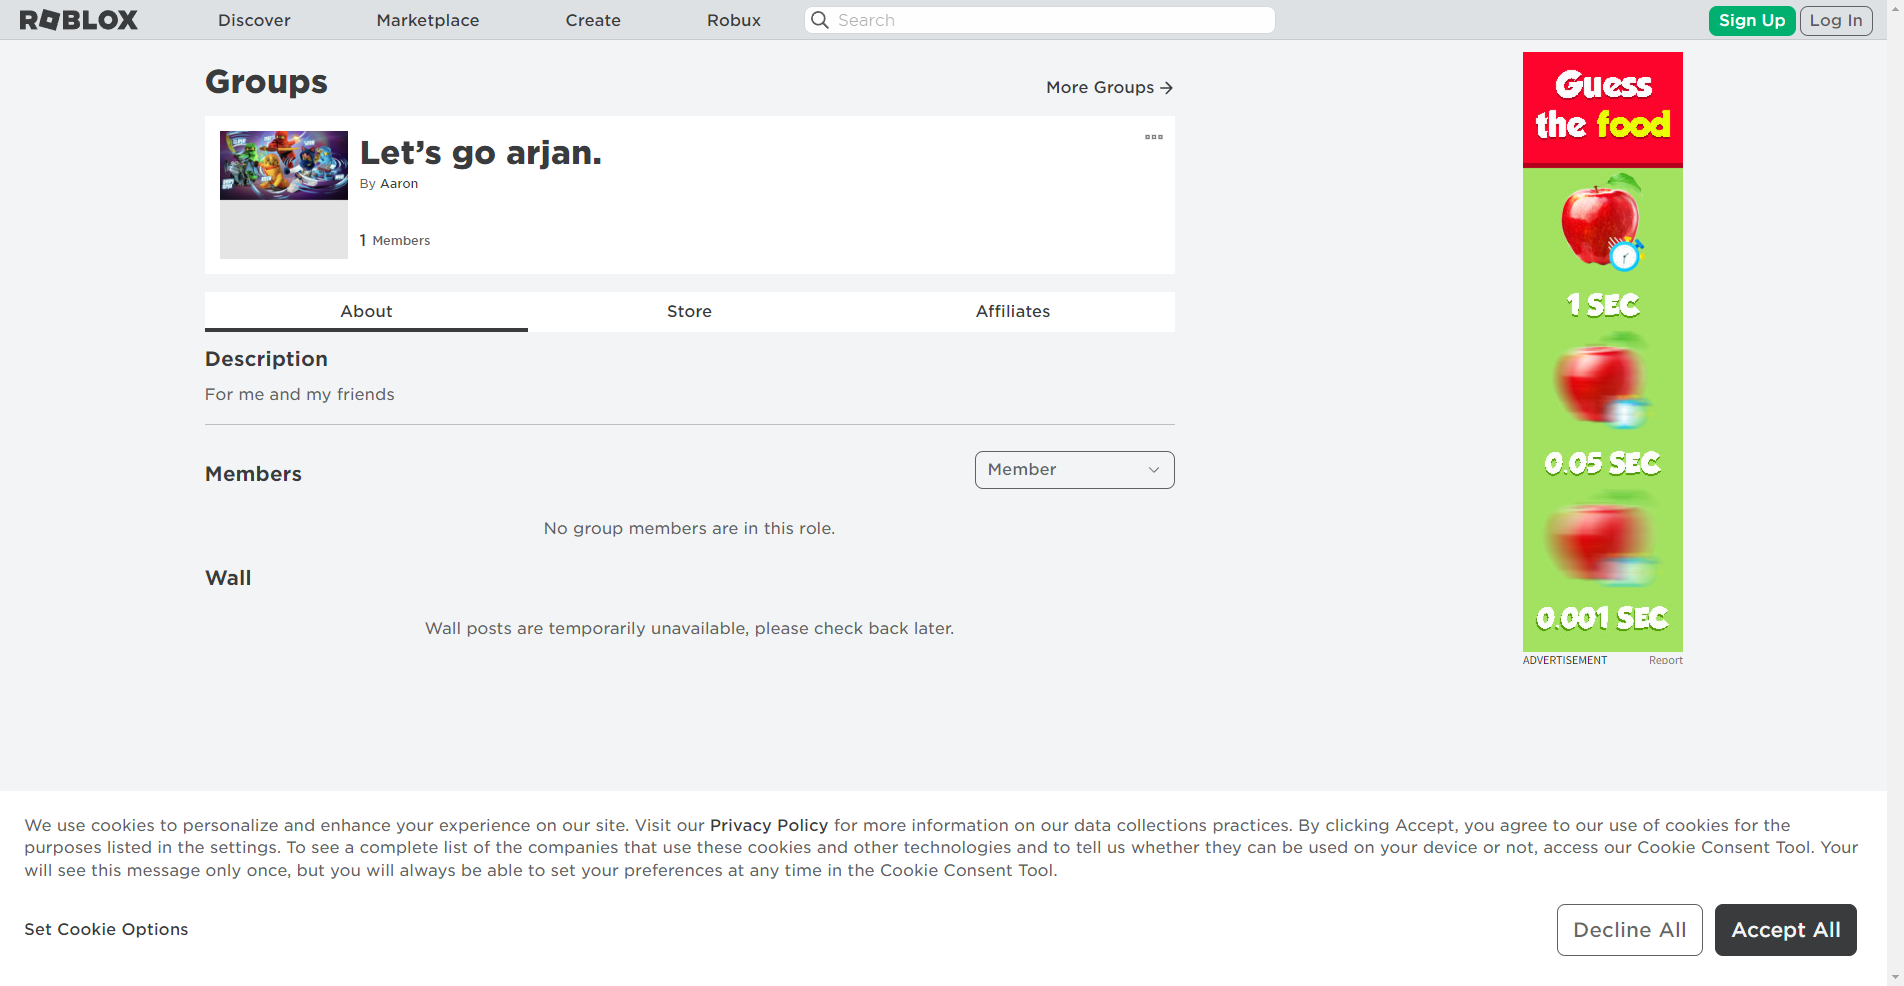 ROBLOX
Discover
Marketplace
Create
Robux
Search
Sign Up
Log In
Groups
More Groups
Let’s go arjan.
By Aaron
1 Members
About
Store
Affiliates
Description
For me and my friends
Members
Member
No group members are in this role.
Wall
Wall posts are temporarily unavailable, please check back later.
Guess
the food
1 SEC
0.05 SEC
0.001 SEC
ADVERTISEMENT
Report
We use cookies to personalize and enhance your experience on our site. Visit our Privacy Policy for more information on our data collections practices. By clicking Accept, you agree to our use of cookies for the
purposes listed in the settings. To see a complete list of the companies that use these cookies and other technologies and to tell us whether they can be used on your device or not, access our Cookie Consent Tool. Your
will see this message only once, but you will always be able to set your preferences at any time in the Cookie Consent Tool.
Set Cookie Options
Decline All
Accept All